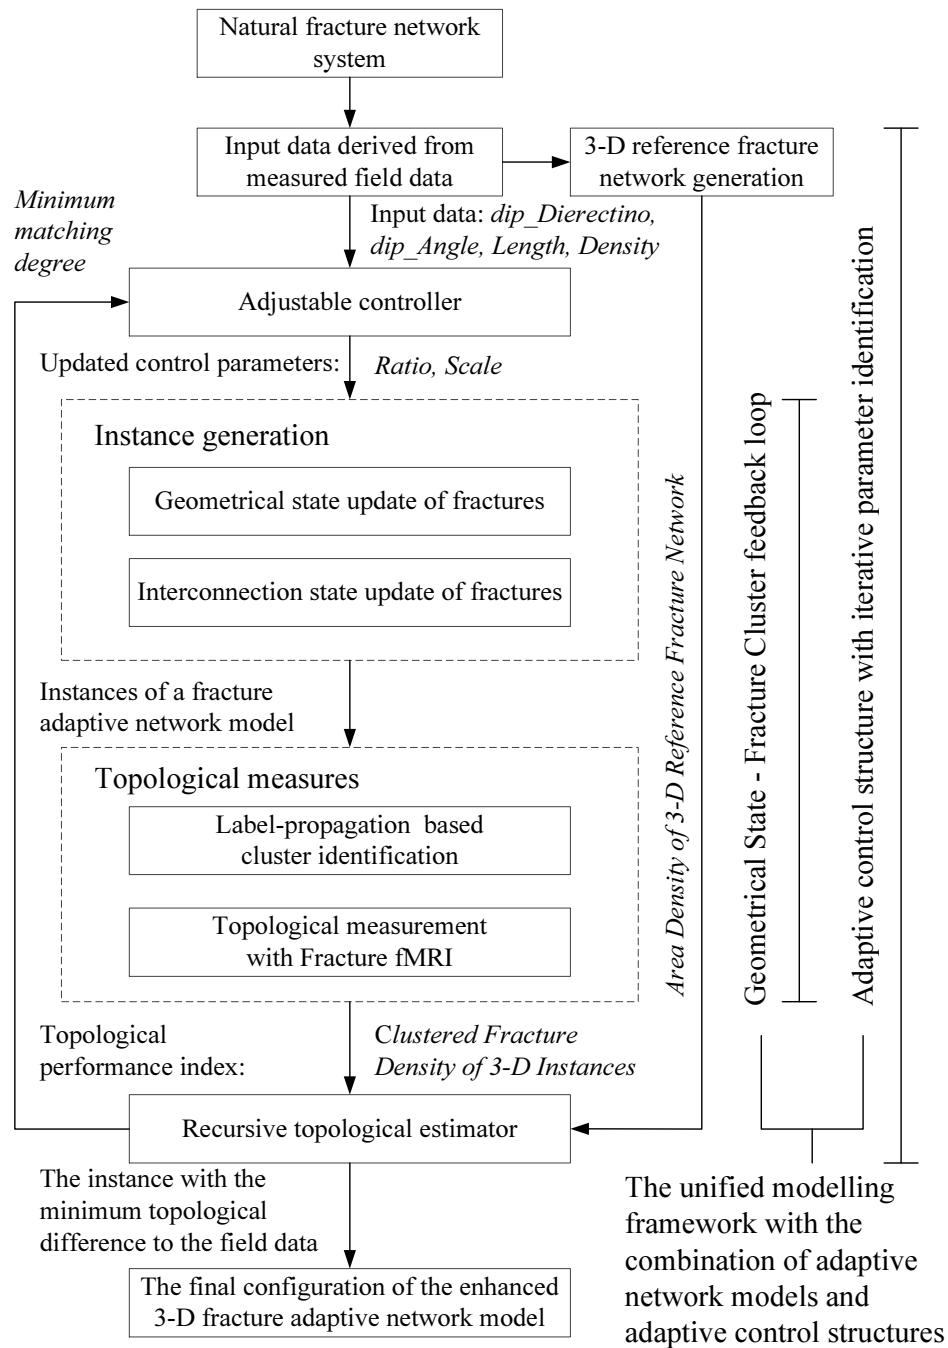 Natural fracture network
system
Input data derived from
measured field data
3-D reference fracture
network generation
Minimum
matching
degree
Input data: dip_Dierectino,
dip_Angle, Length, Density
Adjustable controller
Updated control parameters:
Ratio, Scale
Instance generation
Geometrical state update of fractures
Interconnection state update of fractures
Instances of a fracture
adaptive network model
Topological measures
Label-propagation based
cluster identification
Topological measurement
with Fracture fMRI
Topological
performance index:
Clustered Fracture
Density of 3-D Instances
Recursive topological estimator
The instance with the
minimum topological
difference to the field data
The final configuration of the enhanced
3-D fracture adaptive network model
Area Density of 3-D Reference Fracture Network
Geometrical State - Fracture Cluster feedback loop
Adaptive control structure with iterative parameter identification
The unified modelling
framework with the
combination of adaptive
network models and
adaptive control structures